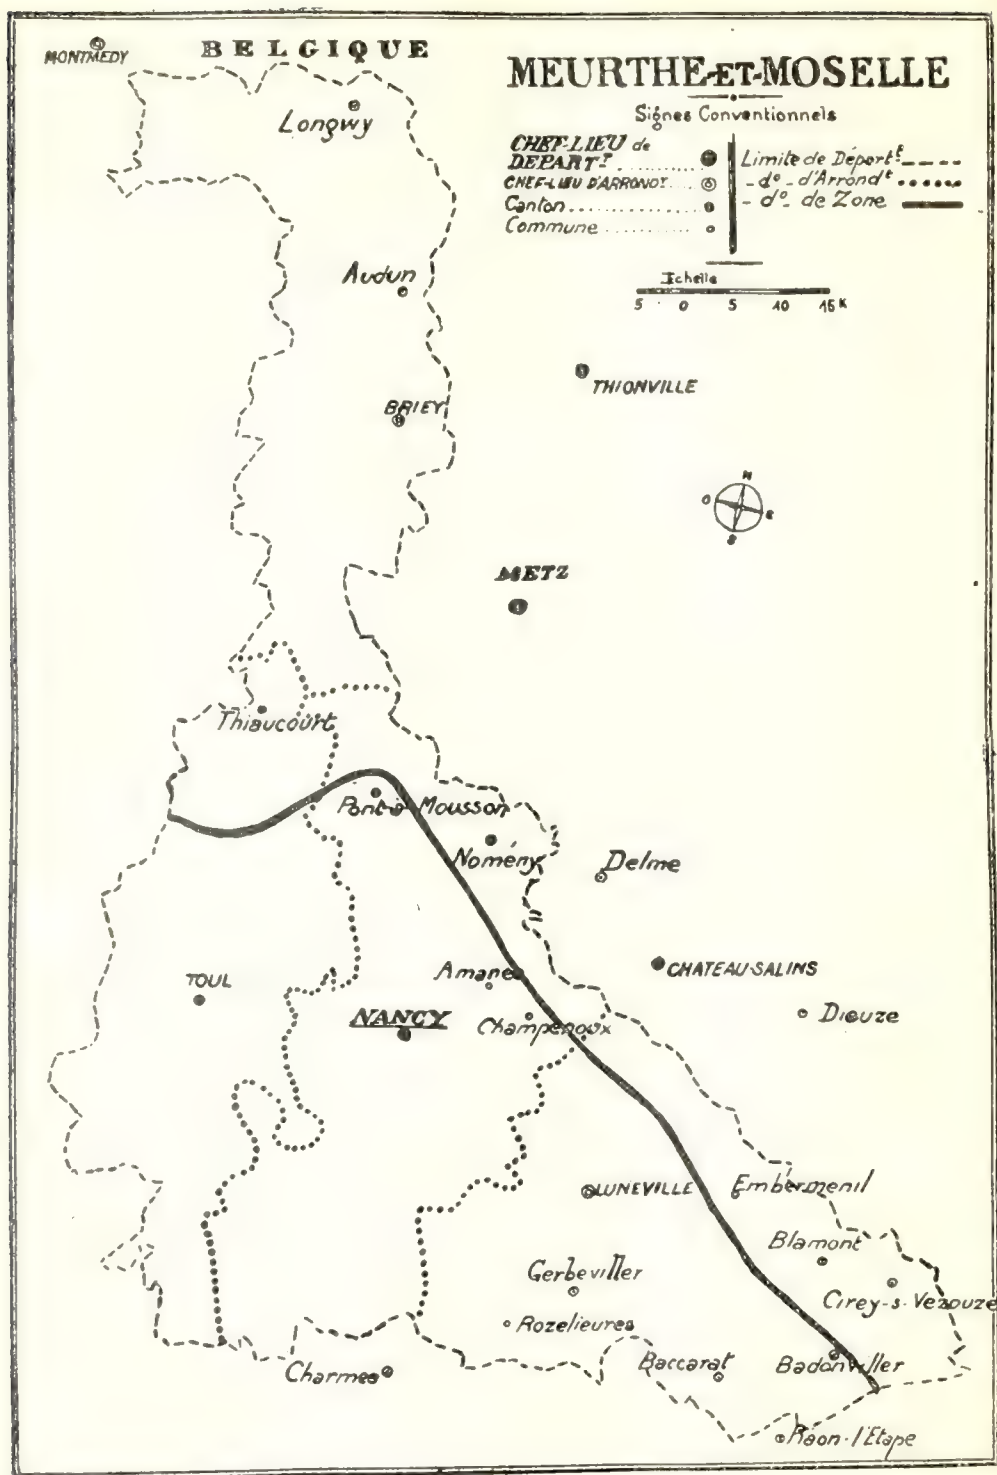 MONTMEDY
BELGIQUE
MEURTHE-ET-MOSELLE
Signes Conventionnels
CHEF-LIEU de
DÉPART.T
CHEF-LIEU D'ARRONDT.
Canton
Commune
Limite de Départ.t
- d° - d'Arrond.t
- d° - de Zone
Echelle
5 0 5 10 15 K
Longwy
Audun
THIONVILLE
BRIEY
N
O
E
S
METZ
Thiaucourt
Pont-à-Mousson
Nomény
Delme
TOUL
Amance
CHATEAU-SALINS
NANCY
Champenoux
Dieuze
LUNEVILLE
Emberménil
Blamont
Gerbeviller
Cirey-s-Vezouze
Rozelieures
Charmes
Baccarat
Badonviller
Raon-l'Etape